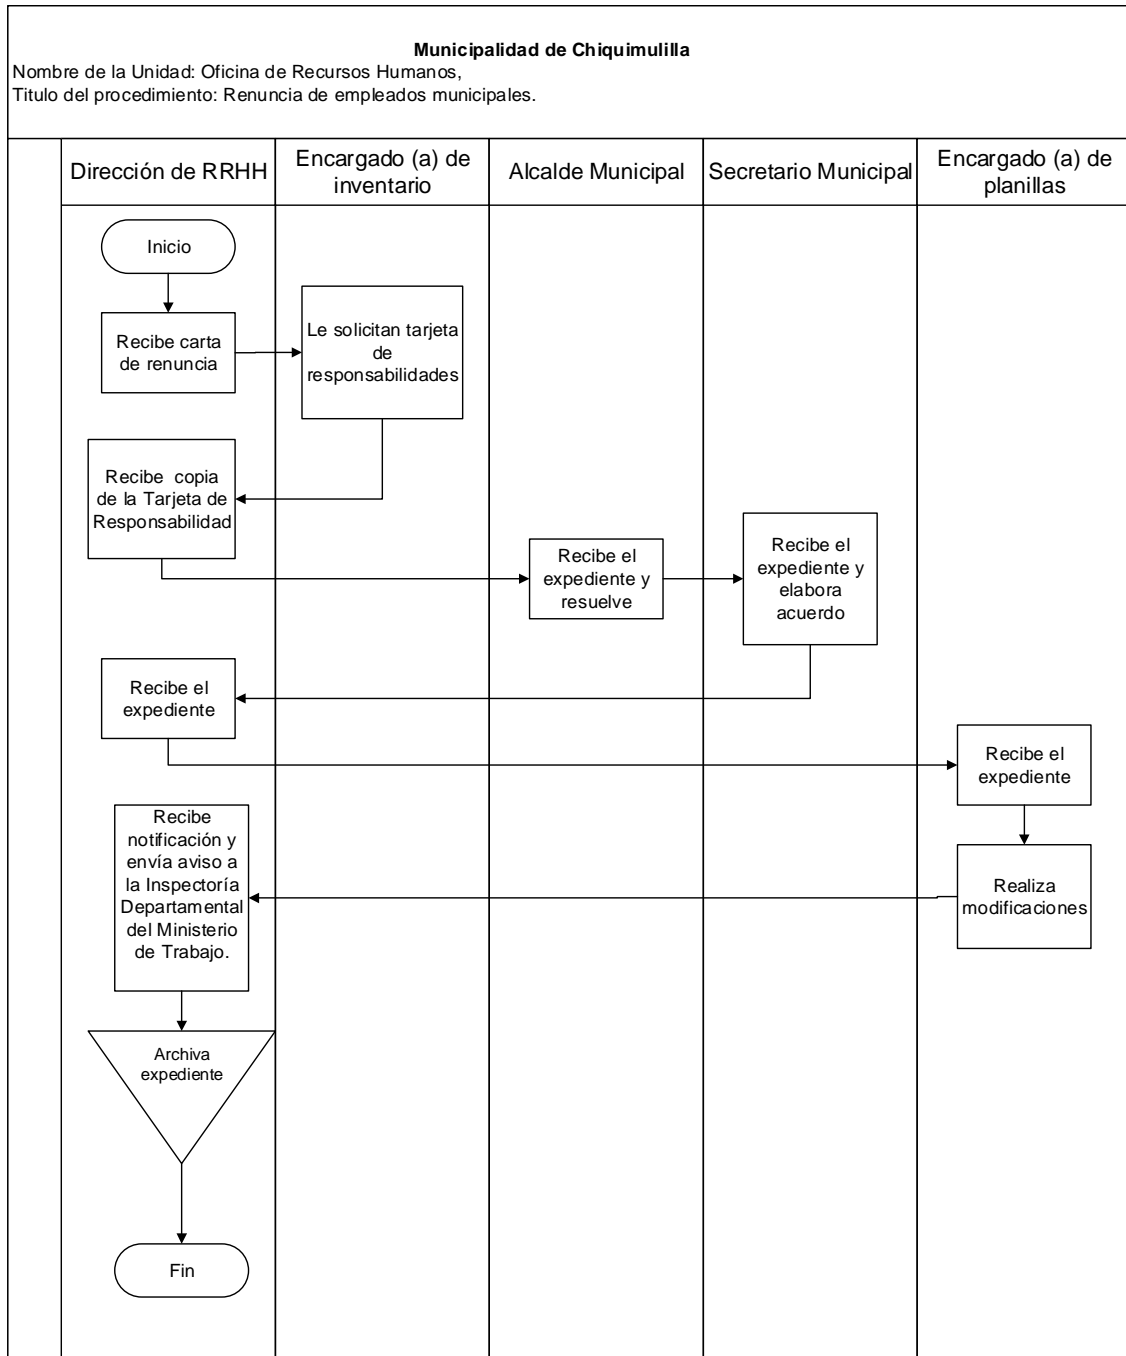 Municipalidad de Chiquimulilla
Nombre de la Unidad: Oficina de Recursos Humanos,
Titulo del procedimiento: Renuncia de empleados municipales.
Dirección de RRHH
Encargado (a) de
inventario
Alcalde Municipal
Secretario Municipal
Encargado (a) de
planillas
Inicio
Recibe carta
de renuncia
Le solicitan tarjeta
de
responsabilidades
Recibe copia
de la Tarjeta de
Responsabilidad
Recibe el
expediente y
resuelve
Recibe el
expediente y
elabora
acuerdo
Recibe el
expediente
Recibe el
expediente
Realiza
modificaciones
Recibe
notificación y
envía aviso a
la Inspectoría
Departamental
del Ministerio
de Trabajo.
Archiva
expediente
Fin